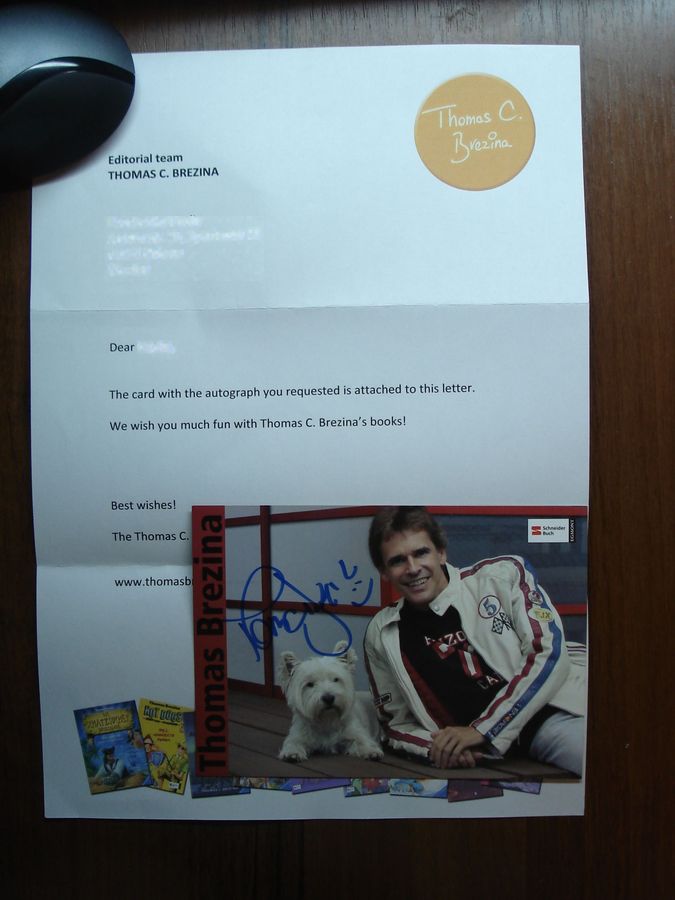 Thomas C.
Brezina
Editorial team
THOMAS C. BREZINA
Dear
The card with the autograph you requested is attached to this letter.
We wish you much fun with Thomas C. Brezina's books!
Best wishes!
The Thomas C.
www.thomasb
Thomas Brezina
Schneider
Buch
EGMONT
5